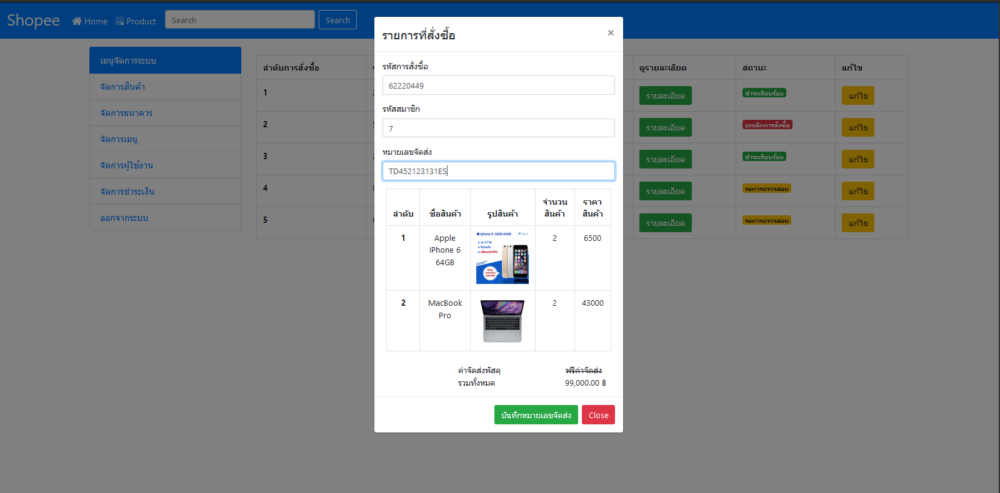 Shopee
Home
Product
Search
Search
เมนูจัดการระบบ
จัดการสินค้า
จัดการธนาคาร
จัดการเมนู
จัดการผู้ใช้งาน
จัดการชำระเงิน
ออกจากระบบ
ลำดับการสั่งซื้อ
ดูรายละเอียด
สถานะ
แก้ไข
1
รายละเอียด
ชำระเรียบร้อย
แก้ไข
2
รายละเอียด
ยกเลิกการสั่งซื้อ
แก้ไข
3
รายละเอียด
ชำระเรียบร้อย
แก้ไข
4
รายละเอียด
รอการตรวจสอบ
แก้ไข
5
รายละเอียด
รอการตรวจสอบ
แก้ไข
รายการที่สั่งซื้อ
×
รหัสการสั่งซื้อ
62220449
รหัสสมาชิก
7
หมายเลขจัดส่ง
TD452123131ES
ลำดับ
ชื่อสินค้า
รูปสินค้า
จำนวน
สินค้า
ราคา
สินค้า
1
Apple
IPhone 6
64GB
iphone 6 16GB 64GB
2
6500
2
MacBook
Pro
2
43000
ค่าจัดส่งพัสดุ
ฟรีค่าจัดส่ง
รวมทั้งหมด
99,000.00 ฿
บันทึกหมายเลขจัดส่ง
Close